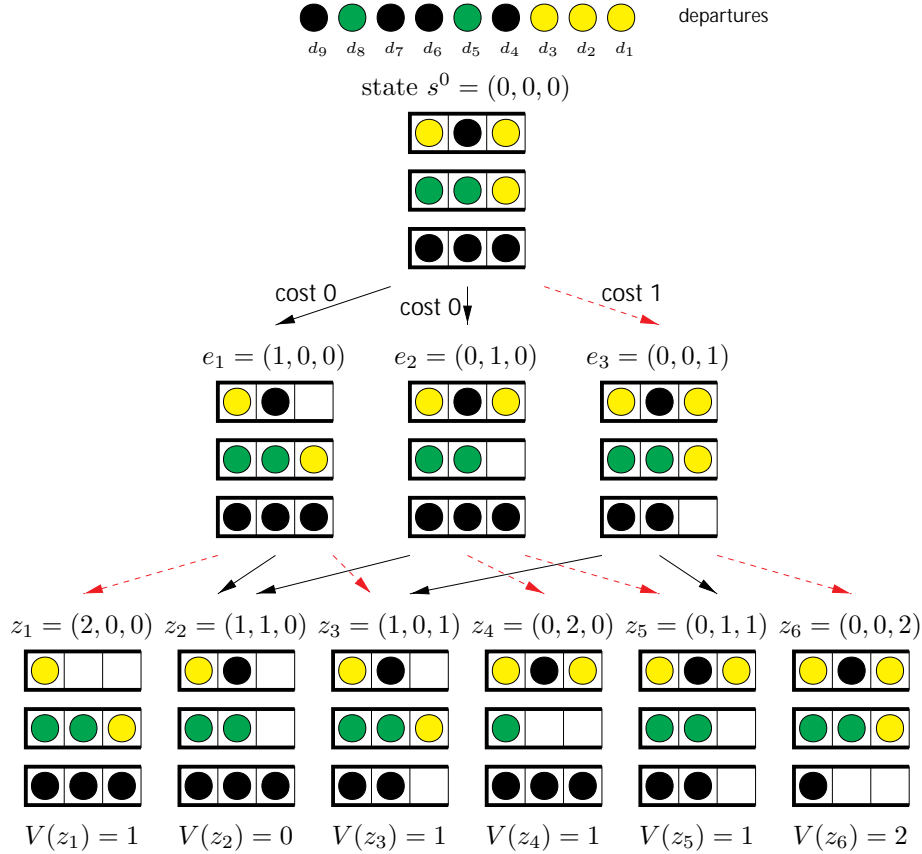 departures
d₉ d₈ d₇ d₆ d₅ d₄ d₃ d₂ d₁
state s⁰ = (0, 0, 0)
cost 0 cost 0 cost 1
e₁ = (1, 0, 0) e₂ = (0, 1, 0) e₃ = (0, 0, 1)
z₁ = (2, 0, 0) z₂ = (1, 1, 0) z₃ = (1, 0, 1) z₄ = (0, 2, 0) z₅ = (0, 1, 1) z₆ = (0, 0, 2)
V(z₁) = 1 V(z₂) = 0 V(z₃) = 1 V(z₄) = 1 V(z₅) = 1 V(z₆) = 2